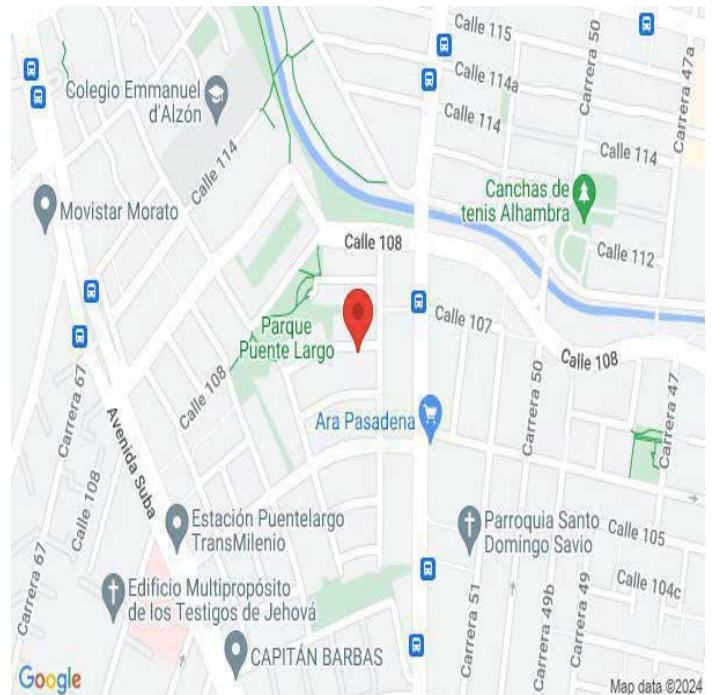 Calle 115
Carrera 50
Carrera 47a
Colegio Emmanuel
d'Alzón
Calle 114a
Calle 114
Calle 114
Calle 114
Movistar Morato
Canchas de
tenis Alhambra
Calle 108
Calle 112
Parque
Puente Largo
Calle 107
Calle 108
Calle 108
Carrera 67
Ara Pasadena
Carrera 50
Carrera 47
Avenida Suba
Calle 108
Estación Puentelargo
TransMilenio
Parroquia Santo
Domingo Savio
Calle 105
Carrera 67
Edificio Multipropósito
de los Testigos de Jehová
Calle 104c
Carrera 51
Carrera 49b
Carrera 49
CAPITÁN BARBAS
Google
Map data ©2024